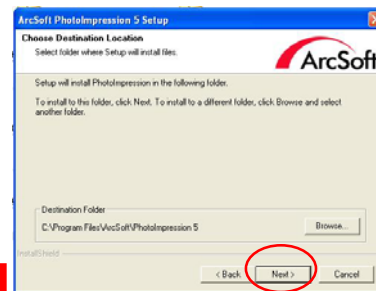 ArcSoft PhotoImpression 5 Setup
Choose Destination Location
Select folder where Setup will install files.
ArcSoft
Setup will install PhotoImpression in the following folder.
To install to this folder, click Next. To install to a different folder, click Browse and select
another folder.
Destination Folder
C:\Program Files\ArcSoft\PhotoImpression 5
Browse...
InstallShield
< Back
Next >
Cancel